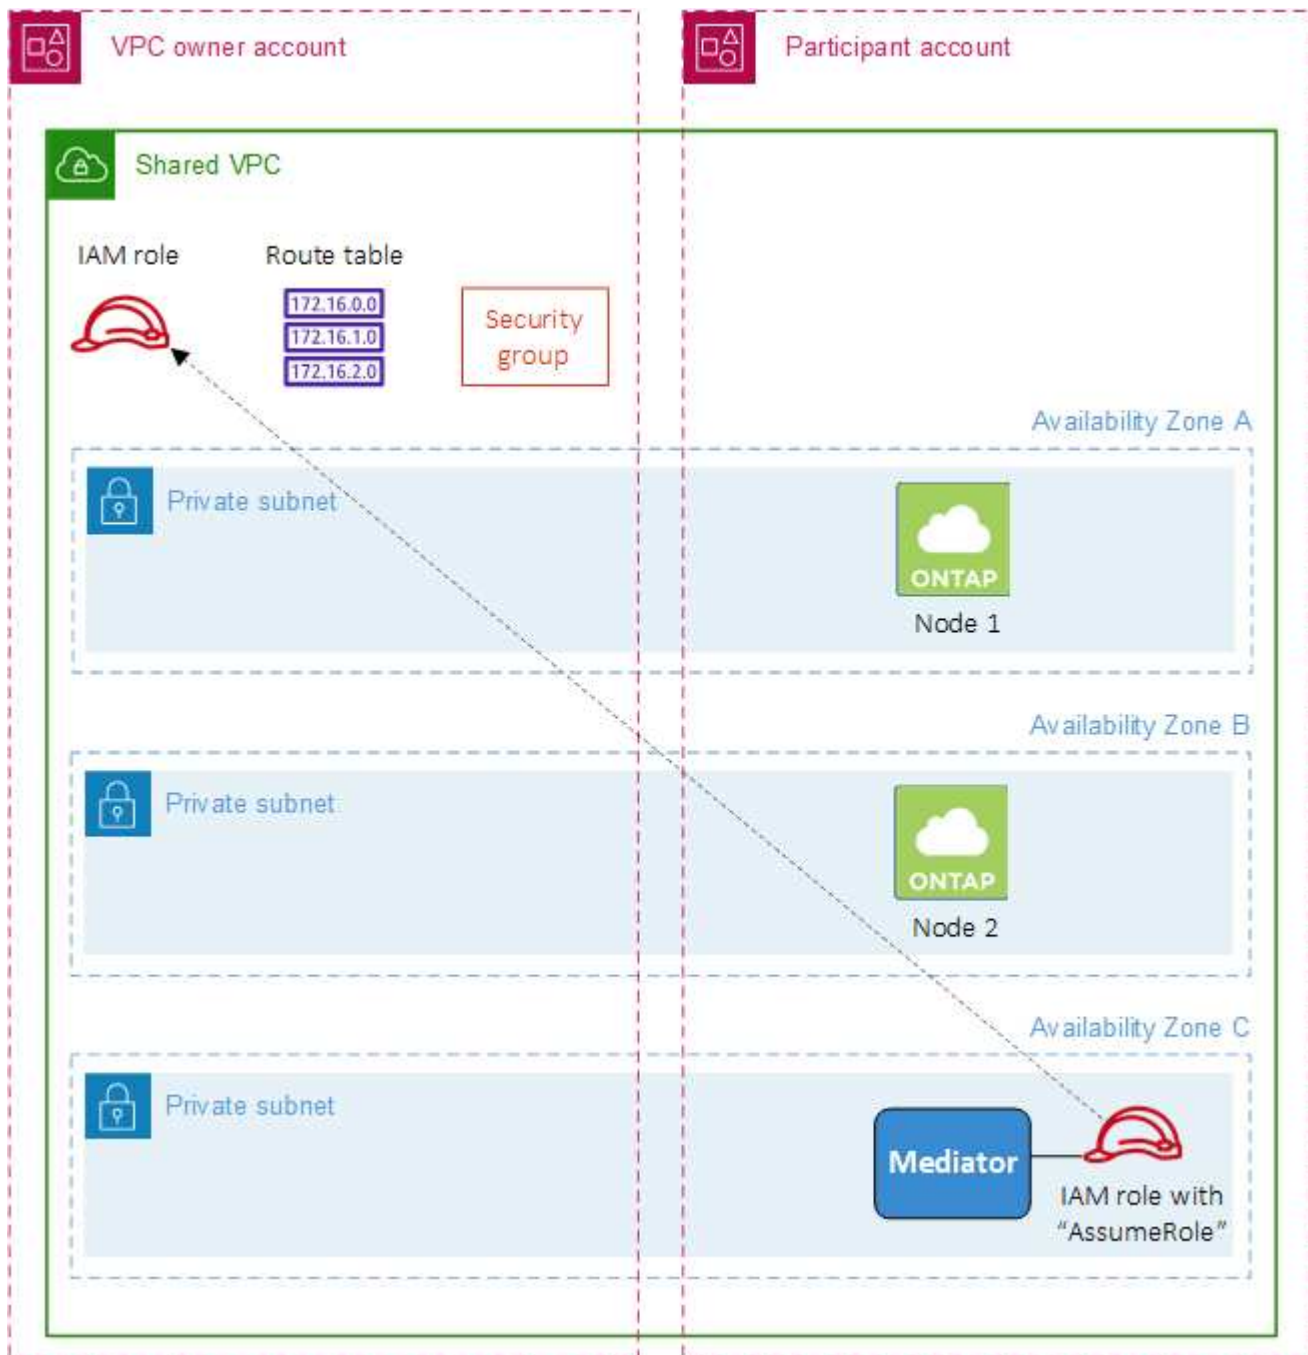 VPC owner account
Participant account
Shared VPC
IAM role
Route table
172.16.0.0
172.16.1.0
172.16.2.0
Security
group
Availability Zone A
Private subnet
ONTAP
Node 1
Availability Zone B
Private subnet
ONTAP
Node 2
Availability Zone C
Private subnet
Mediator
IAM role with
“AssumeRole”